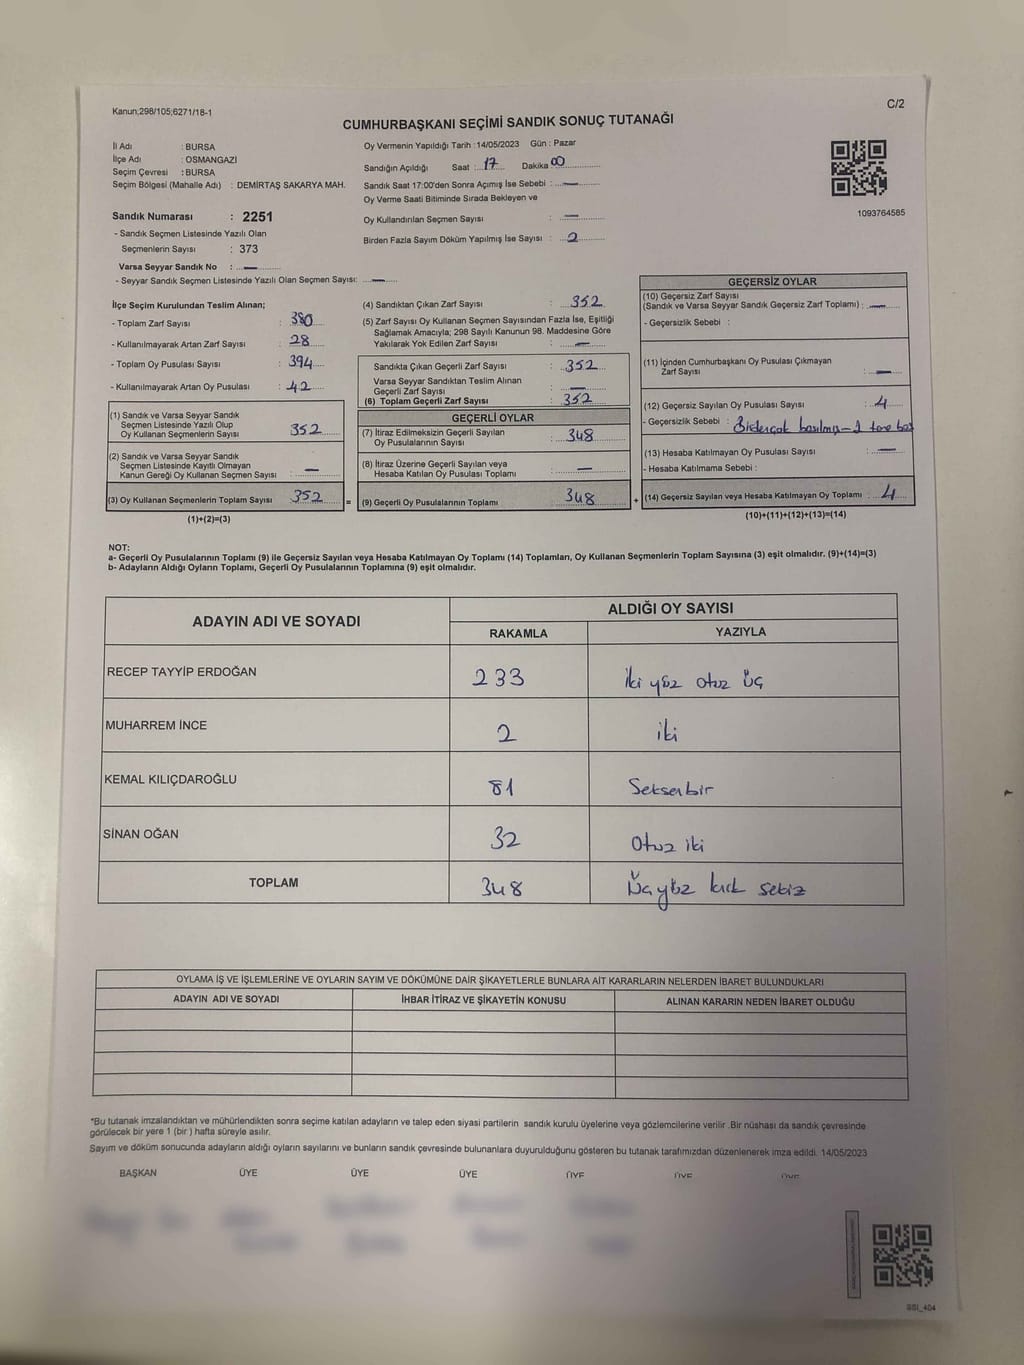 Kanun;298/105;6271/18-1
C/2
CUMHURBAŞKANI SEÇİMİ SANDIK SONUÇ TUTANAĞI
İl Adı : BURSA
İlçe Adı : OSMANGAZİ
Seçim Çevresi : BURSA
Seçim Bölgesi (Mahalle Adı) : DEMİRTAŞ SAKARYA MAH.
Sandık Numarası : 2251
- Sandık Seçmen Listesinde Yazılı Olan
Seçmenlerin Sayısı : 373
Varsa Seyyar Sandık No : —
- Seyyar Sandık Seçmen Listesinde Yazılı Olan Seçmen Sayısı: —
Oy Vermenin Yapıldığı Tarih : 14/05/2023 Gün : Pazar
Sandığın Açıldığı Saat : 17 Dakika 00
Sandık Saat 17:00'den Sonra Açımış İse Sebebi : —
Oy Verme Saati Bitiminde Sırada Bekleyen ve
Oy Kullandırılan Seçmen Sayısı : —
Birden Fazla Sayım Döküm Yapılmış İse Sayısı : 2
1093764585
İlçe Seçim Kurulundan Teslim Alınan;
- Toplam Zarf Sayısı : 380
- Kullanılmayarak Artan Zarf Sayısı : 28
- Toplam Oy Pusulası Sayısı : 394
- Kullanılmayarak Artan Oy Pusulası : 42
(1) Sandık ve Varsa Seyyar Sandık
Seçmen Listesinde Yazılı Olup
Oy Kullanan Seçmenlerin Sayısı 352
(2) Sandık ve Varsa Seyyar Sandık
Seçmen Listesinde Kayıtlı Olmayan
Kanun Gereği Oy Kullanan Seçmen Sayısı : —
(3) Oy Kullanan Seçmenlerin Toplam Sayısı 352 =
(1)+(2)=(3)
(4) Sandıktan Çıkan Zarf Sayısı : 352
(5) Zarf Sayısı Oy Kullanan Seçmen Sayısından Fazla İse, Eşitliği
Sağlamak Amacıyla; 298 Sayılı Kanunun 98. Maddesine Göre
Yakılarak Yok Edilen Zarf Sayısı : —
Sandıkta Çıkan Geçerli Zarf Sayısı : 352
Varsa Seyyar Sandıktan Teslim Alınan
Geçerli Zarf Sayısı : —
(6) Toplam Geçerli Zarf Sayısı : 352
GEÇERLİ OYLAR
(7) İtiraz Edilmeksizin Geçerli Sayılan
Oy Pusulalarının Sayısı : 348
(8) İtiraz Üzerine Geçerli Sayılan veya
Hesaba Katılan Oy Pusulası Toplamı : —
(9) Geçerli Oy Pusulalarının Toplamı 348 +
GEÇERSİZ OYLAR
(10) Geçersiz Zarf Sayısı
(Sandık ve Varsa Seyyar Sandık Geçersiz Zarf Toplamı) : —
- Geçersizlik Sebebi :
(11) İçinden Cumhurbaşkanı Oy Pusulası Çıkmayan
Zarf Sayısı : —
(12) Geçersiz Sayılan Oy Pusulası Sayısı : 4
- Geçersizlik Sebebi :
(13) Hesaba Katılmayan Oy Pusulası Sayısı : —
- Hesaba Katılmama Sebebi :
(14) Geçersiz Sayılan veya Hesaba Katılmayan Oy Toplamı : 4
(10)+(11)+(12)+(13)=(14)
NOT:
a- Geçerli Oy Pusulalarının Toplamı (9) ile Geçersiz Sayılan veya Hesaba Katılmayan Oy Toplamı (14) Toplamları, Oy Kullanan Seçmenlerin Toplam Sayısına (3) eşit olmalıdır. (9)+(14)=(3)
b- Adayların Aldığı Oyların Toplamı, Geçerli Oy Pusulalarının Toplamına (9) eşit olmalıdır.
ADAYIN ADI VE SOYADI
ALDIĞI OY SAYISI
RAKAMLA YAZIYLA
RECEP TAYYİP ERDOĞAN 233 İki yüz otuz üç
MUHARREM İNCE 2 iki
KEMAL KILIÇDAROĞLU 81 Seksenbir
SİNAN OĞAN 32 Otuz iki
TOPLAM 348 Üçyüz kırk sekiz
OYLAMA İŞ VE İŞLEMLERİNE VE OYLARIN SAYIM VE DÖKÜMÜNE DAİR ŞİKAYETLERLE BUNLARA AİT KARARLARIN NELERDEN İBARET BULUNDUKLARI
ADAYIN ADI VE SOYADI İHBAR İTİRAZ VE ŞİKAYETİN KONUSU ALINAN KARARIN NEDEN İBARET OLDUĞU
*Bu tutanak imzalandıktan ve mühürlendikten sonra seçime katılan adayların ve talep eden siyasi partilerin sandık kurulu üyelerine veya gözlemcilerine verilir .Bir nüshası da sandık çevresinde
görülecek bir yere 1 (bir ) hafta süreyle asılır.
Sayım ve döküm sonucunda adayların aldığı oyların sayılarını ve bunların sandık çevresinde bulunanlara duyurulduğunu gösteren bu tutanak tarafımızdan düzenlenerek imza edildi. 14/05/2023
BAŞKAN ÜYE ÜYE ÜYE ÜYE ÜYE ÜYE
SSI_404